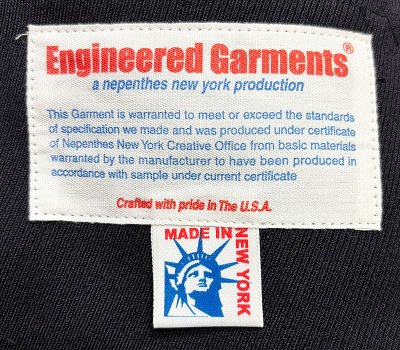 Engineered Garments®
a nepenthes new york production
This Garment is warranted to meet or exceed the standards
of specification we made and was produced under certificate
of Nepenthes New York Creative Office from basic materials
warranted by the manufacturer to have been produced in
accordance with sample under current certificate
Crafted with pride in The U.S.A.
MADE IN
NEW YORK